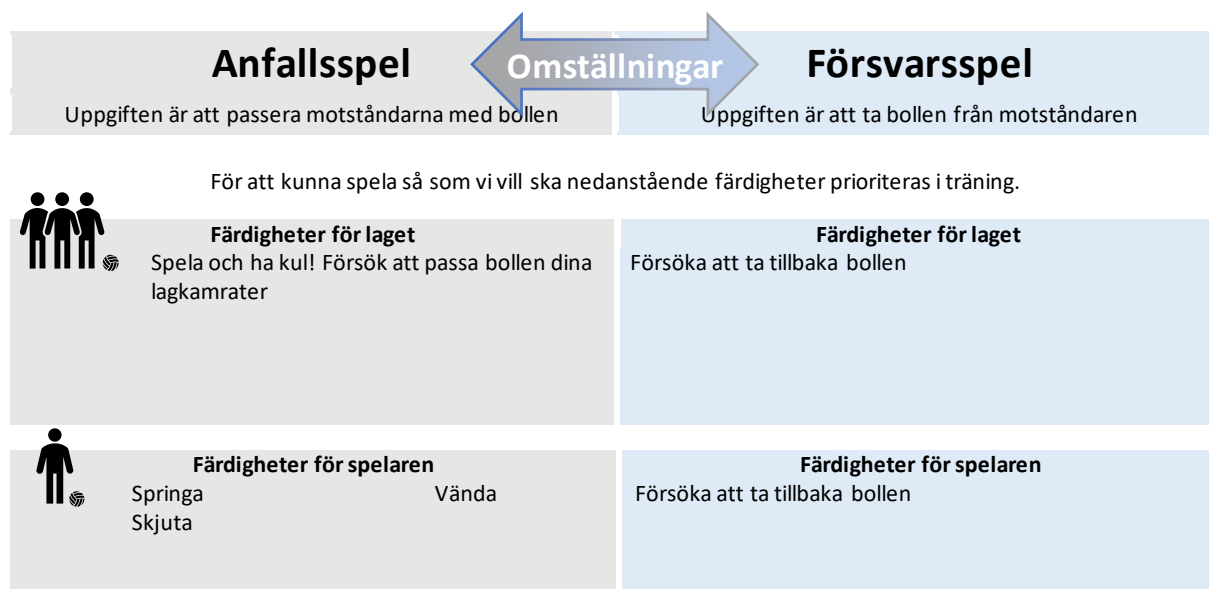 Anfallsspel
Omställningar
Försvarsspel
Uppgiften är att passera motståndarna med bollen
Uppgiften är att ta bollen från motståndaren
För att kunna spela så som vi vill ska nedanstående färdigheter prioriteras i träning.
Färdigheter för laget
Spela och ha kul! Försök att passa bollen dina
lagkamrater
Färdigheter för laget
Försöka att ta tillbaka bollen
Färdigheter för spelaren
Springa Vända
Skjuta
Färdigheter för spelaren
Försöka att ta tillbaka bollen